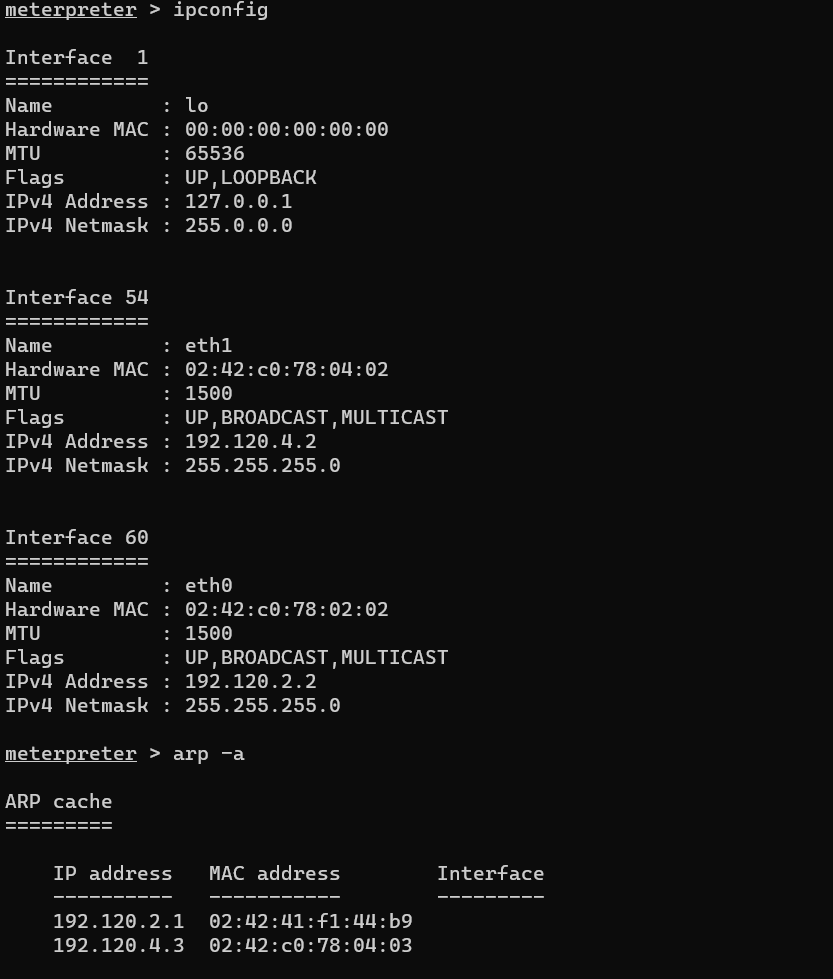 meterpreter > ipconfig
Interface  1
============
Name         : lo
Hardware MAC : 00:00:00:00:00:00
MTU          : 65536
Flags        : UP,LOOPBACK
IPv4 Address : 127.0.0.1
IPv4 Netmask : 255.0.0.0
Interface 54
============
Name         : eth1
Hardware MAC : 02:42:c0:78:04:02
MTU          : 1500
Flags        : UP,BROADCAST,MULTICAST
IPv4 Address : 192.120.4.2
IPv4 Netmask : 255.255.255.0
Interface 60
============
Name         : eth0
Hardware MAC : 02:42:c0:78:02:02
MTU          : 1500
Flags        : UP,BROADCAST,MULTICAST
IPv4 Address : 192.120.2.2
IPv4 Netmask : 255.255.255.0
meterpreter > arp -a
ARP cache
=========
    IP address   MAC address        Interface
    ----------   -----------        ---------
    192.120.2.1  02:42:41:f1:44:b9
    192.120.4.3  02:42:c0:78:04:03